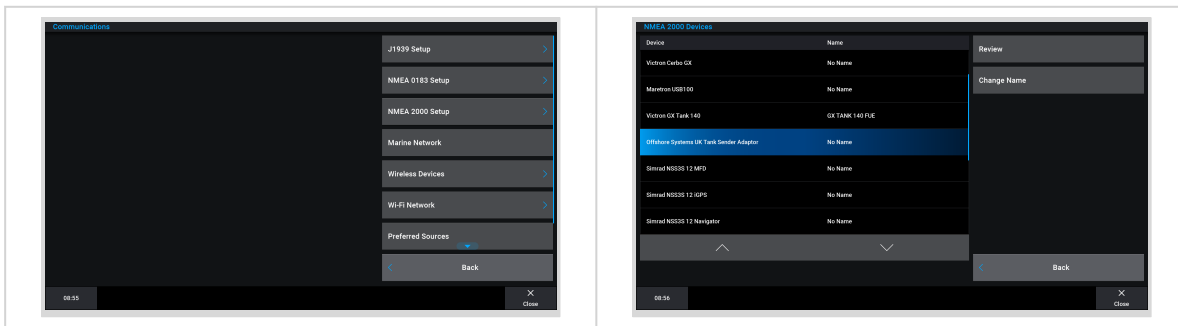 Communications
J1939 Setup
NMEA 0183 Setup
NMEA 2000 Setup
Marine Network
Wireless Devices
Wi-Fi Network
Preferred Sources
Back
08:55
Close
NMEA 2000 Devices
Device Name
Victron Cerbo GX No Name
Maretron USB100 No Name
Victron GX Tank 140 GX TANK 140 FUE
Offshore Systems UK Tank Sender Adaptor No Name
Simrad NSS3S 12 MFD No Name
Simrad NSS3S 12 iGPS No Name
Simrad NSS3S 12 Navigator No Name
Review
Change Name
Back
08:56
Close